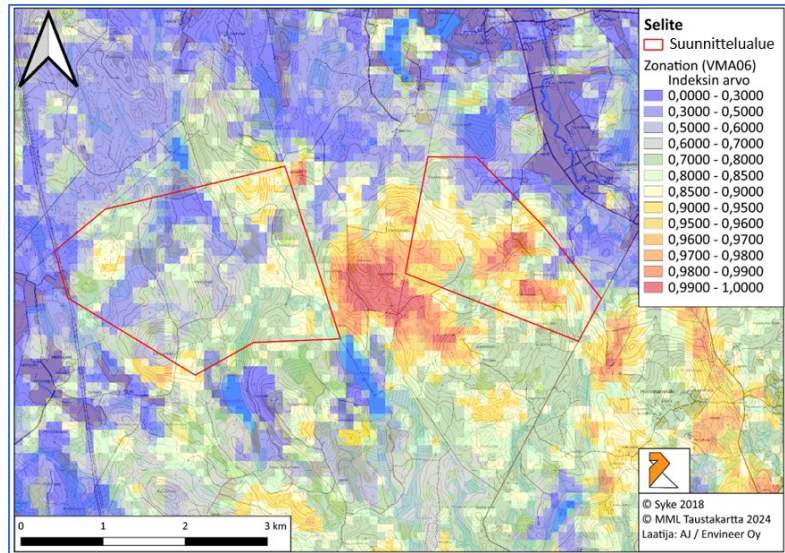 Selite
Suunnittelualue
Zonation (VMA06)
Indeksin arvo
0,0000 - 0,3000
0,3000 - 0,5000
0,5000 - 0,6000
0,6000 - 0,7000
0,7000 - 0,8000
0,8000 - 0,8500
0,8500 - 0,9000
0,9000 - 0,9500
0,9500 - 0,9600
0,9600 - 0,9700
0,9700 - 0,9800
0,9800 - 0,9900
0,9900 - 1,0000
© Syke 2018
© MML Taustakartta 2024
Laatija: AJ / Envineer Oy
0 1 2 3 km